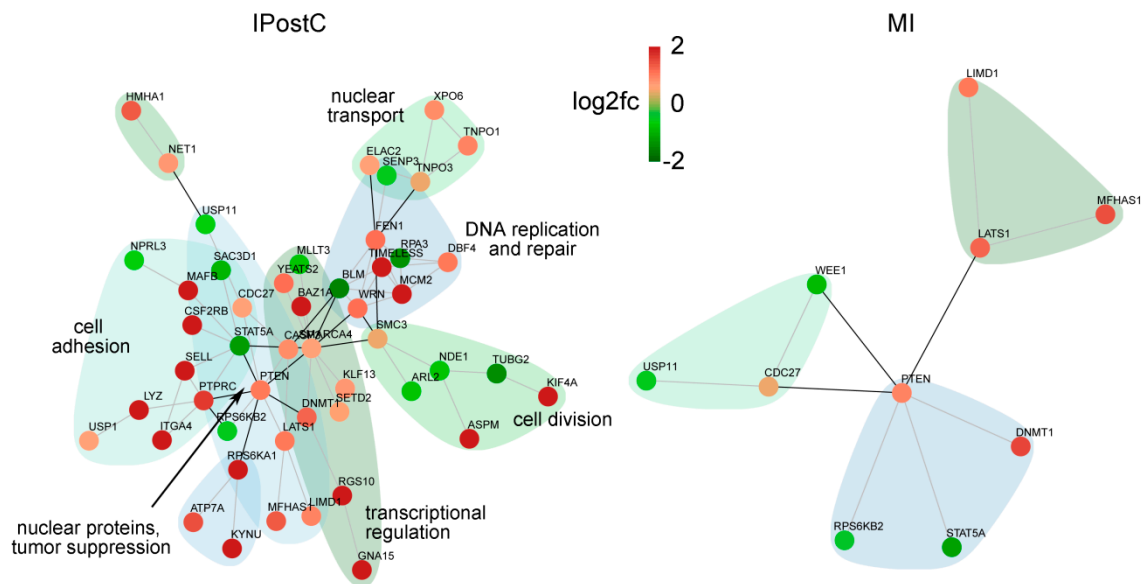 IPostC
MI
2
log2fc
0
-2
HMHA1
NET1
nuclear
transport
XPO6
TNPO1
ELAC2
SENP3
TNPO3
USP11
FEN1
DNA replication
and repair
NPRL3
SAC3D1
MLLT3
TIMELESS
RPA3
DBF4
MAFB
YEATS2
BLM
CDC27
BAZ1A
WRN
MCM2
CSF2RB
cell
adhesion
STAT5A
SMARCA4
SMC3
SELL
NDE1
TUBG2
PTEN
KLF13
ARL2
KIF4A
LYZ
PTPRC
DNMT1
SETD2
cell division
USP1
ITGA4
RPS6KB2
LATS1
ASPM
RPS6KA1
RGS10
ATP7A
MFHAS1
LIMD1
transcriptional
regulation
nuclear proteins,
tumor suppression
KYNU
GNA15
LIMD1
MFHAS1
LATS1
WEE1
USP11
CDC27
PTEN
DNMT1
RPS6KB2
STAT5A